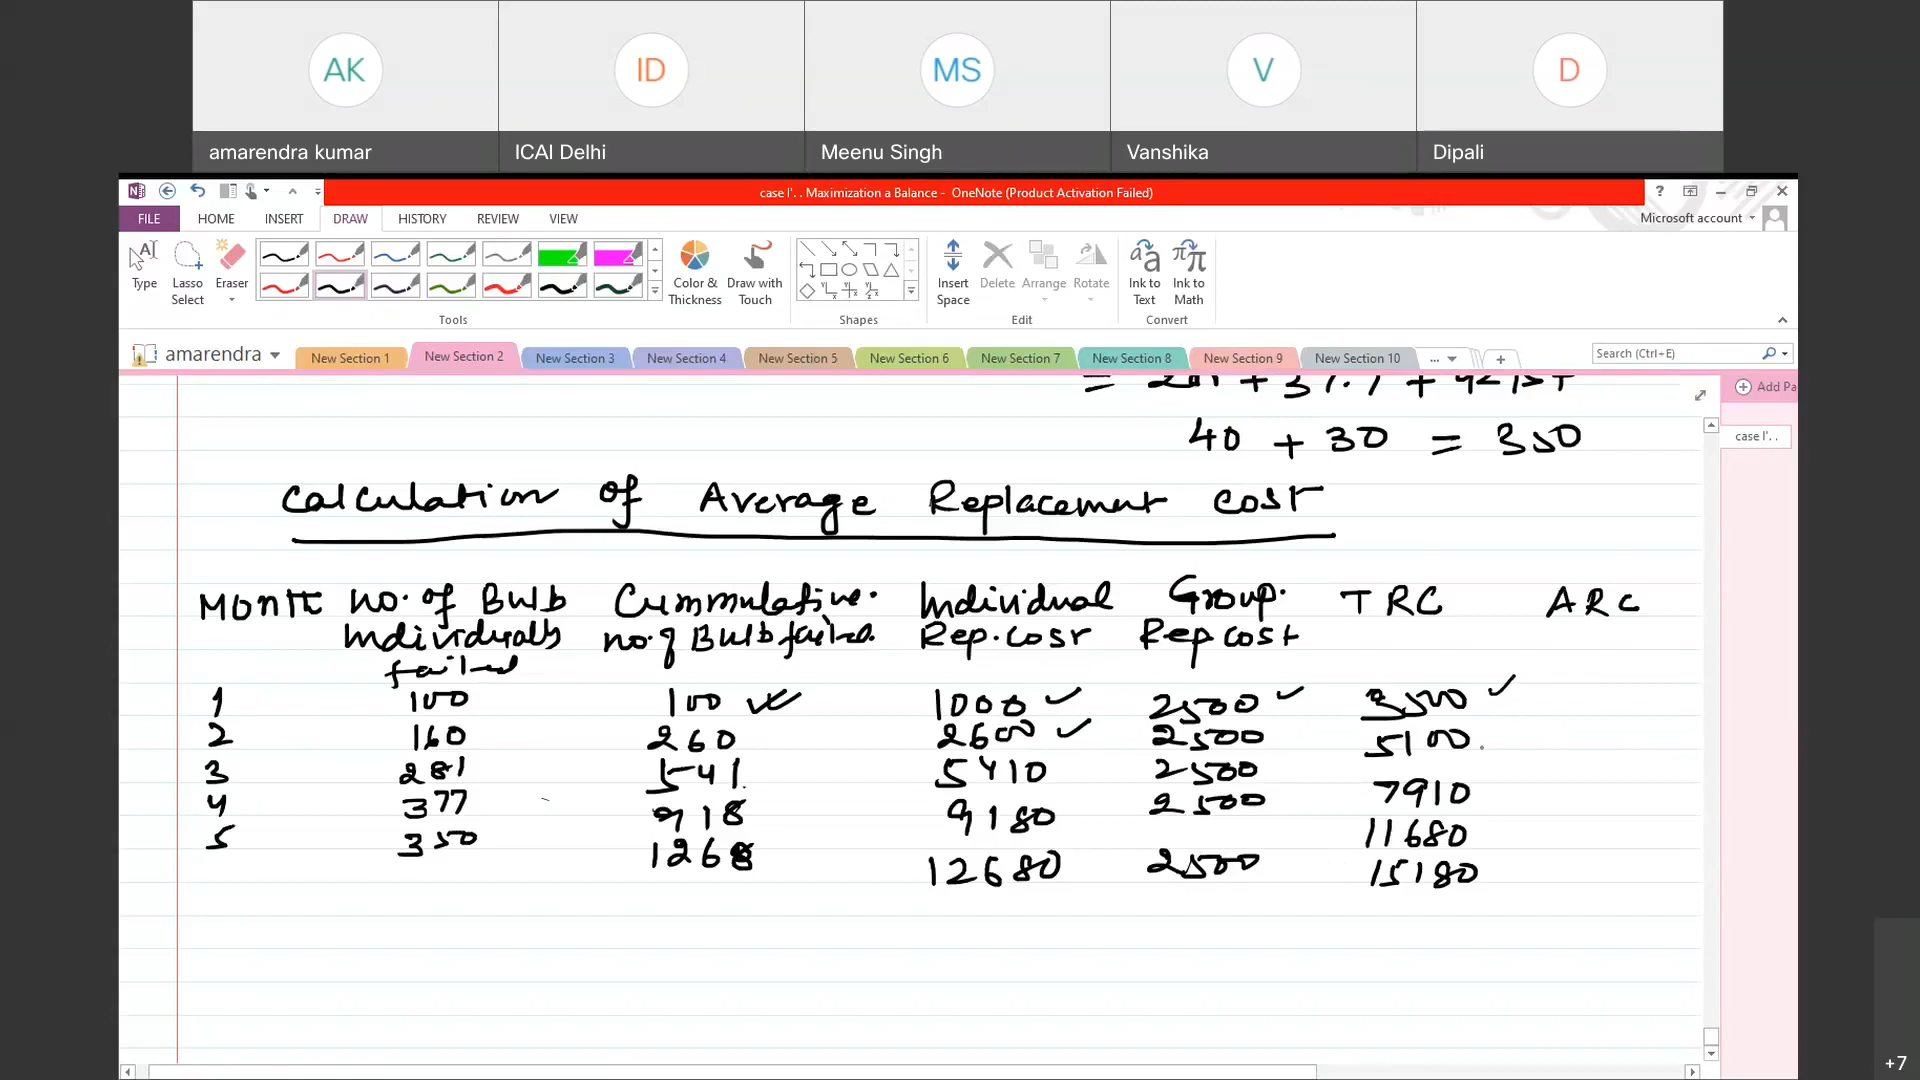 AK ID MS V D
amarendra kumar ICAI Delhi Meenu Singh Vanshika Dipali
case I'. . Maximization a Balance - OneNote (Product Activation Failed)
FILE HOME INSERT DRAW HISTORY REVIEW VIEW
Microsoft account
Type Lasso Select Eraser
Color & Thickness Draw with Touch
Insert Space Delete Arrange Rotate Ink to Text Ink to Math
Tools Shapes Edit Convert
amarendra New Section 1 New Section 2 New Section 3 New Section 4 New Section 5 New Section 6 New Section 7 New Section 8 New Section 9 New Section 10 ...
Search (Ctrl+E)
Add Pa
case I'. .
40 + 30 = 350
Calculation of Average Replacement cost
Month no. of Bulb Cummulative. Individual Group. TRC ARC
Individually no. of Bulb failed. Rep. cost Rep cost
failed
1 100 100 1000 2500 3500
2 160 260 2600 2500 5100
3 281 541 5410 2500 7910
4 377 918 9180 2500 11680
5 350 1268 12680 2500 15180
+7